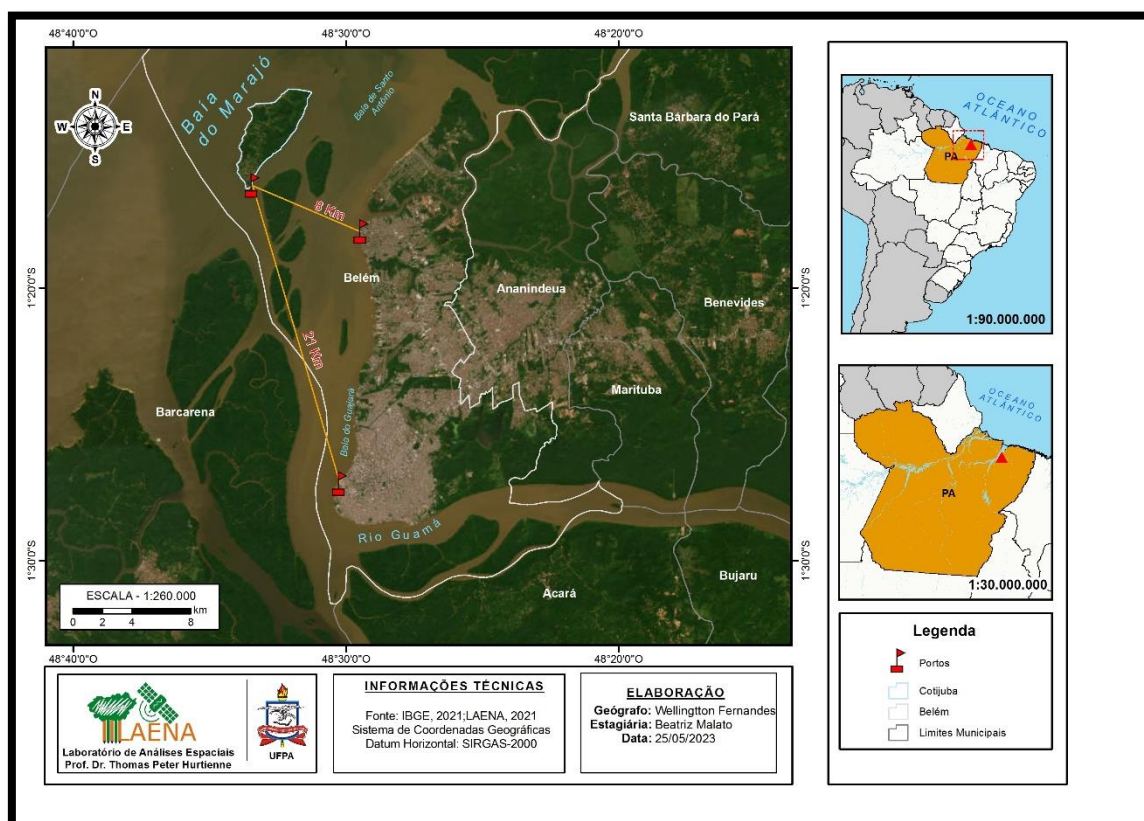 48°40'0"O
48°30'0"O
48°20'0"O
N
W
E
S
Baía
do Marajó
Baía de Santo
Antônio
Santa Bárbara do Pará
8 Km
Belém
Ananindeua
Benevides
1°20'0"S
1°20'0"S
21 Km
Marituba
Barcarena
Baía do Guajará
Rio Guamá
1°30'0"S
1°30'0"S
Acará
Bujaru
ESCALA - 1:260.000
km
0 2 4 8
48°40'0"O
48°30'0"O
48°20'0"O
OCEANO
ATLÂNTICO
PA
1:90.000.000
OCEANO
ATLÂNTICO
PA
1:30.000.000
Legenda
Portos
Cotijuba
Belém
Limites Municipais
LAENA
Laboratório de Análises Espaciais
Prof. Dr. Thomas Peter Hurtienne
UFPA
INFORMAÇÕES TÉCNICAS
Fonte: IBGE, 2021;LAENA, 2021
Sistema de Coordenadas Geográficas
Datum Horizontal: SIRGAS-2000
ELABORAÇÃO
Geógrafo: Wellingtton Fernandes
Estagiária: Beatriz Malato
Data: 25/05/2023